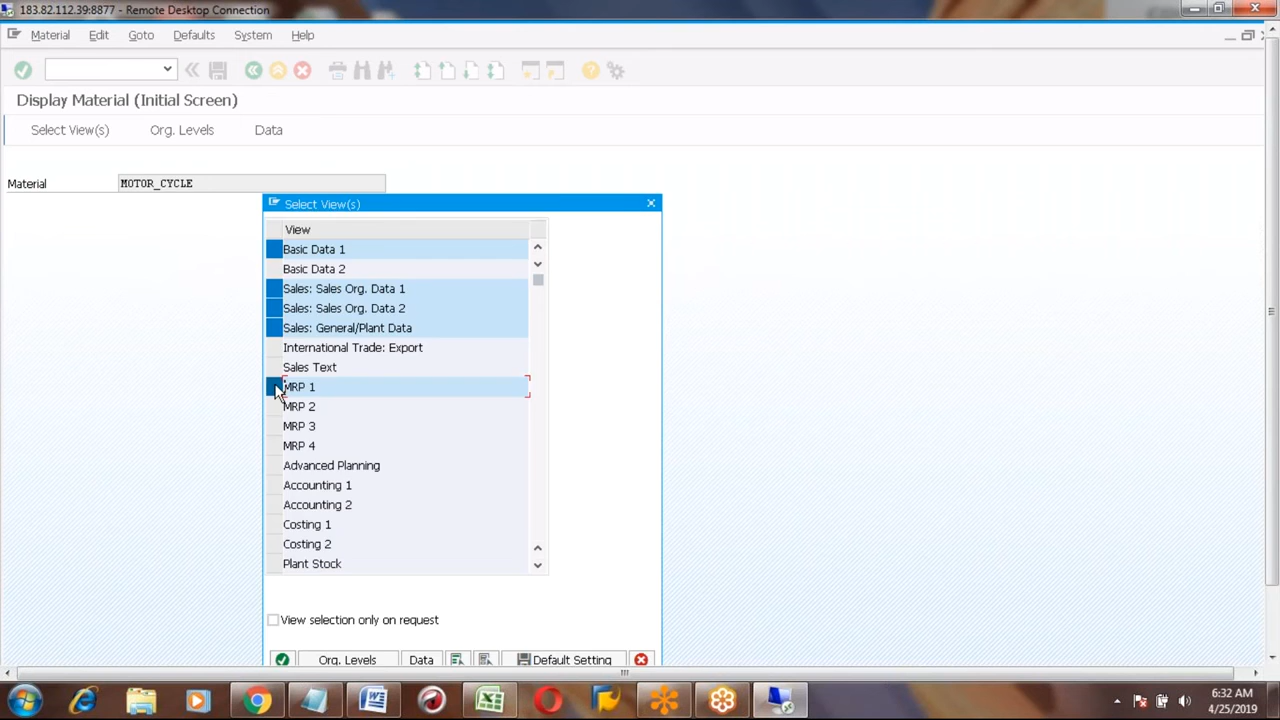 183.82.112.39:8877 - Remote Desktop Connection
Material Edit Goto Defaults System Help
Display Material (Initial Screen)
Select View(s) Org. Levels Data
Material MOTOR_CYCLE
Select View(s)
View
Basic Data 1
Basic Data 2
Sales: Sales Org. Data 1
Sales: Sales Org. Data 2
Sales: General/Plant Data
International Trade: Export
Sales Text
MRP 1
MRP 2
MRP 3
MRP 4
Advanced Planning
Accounting 1
Accounting 2
Costing 1
Costing 2
Plant Stock
View selection only on request
Org. Levels Data Default Setting
6:32 AM
4/25/2019